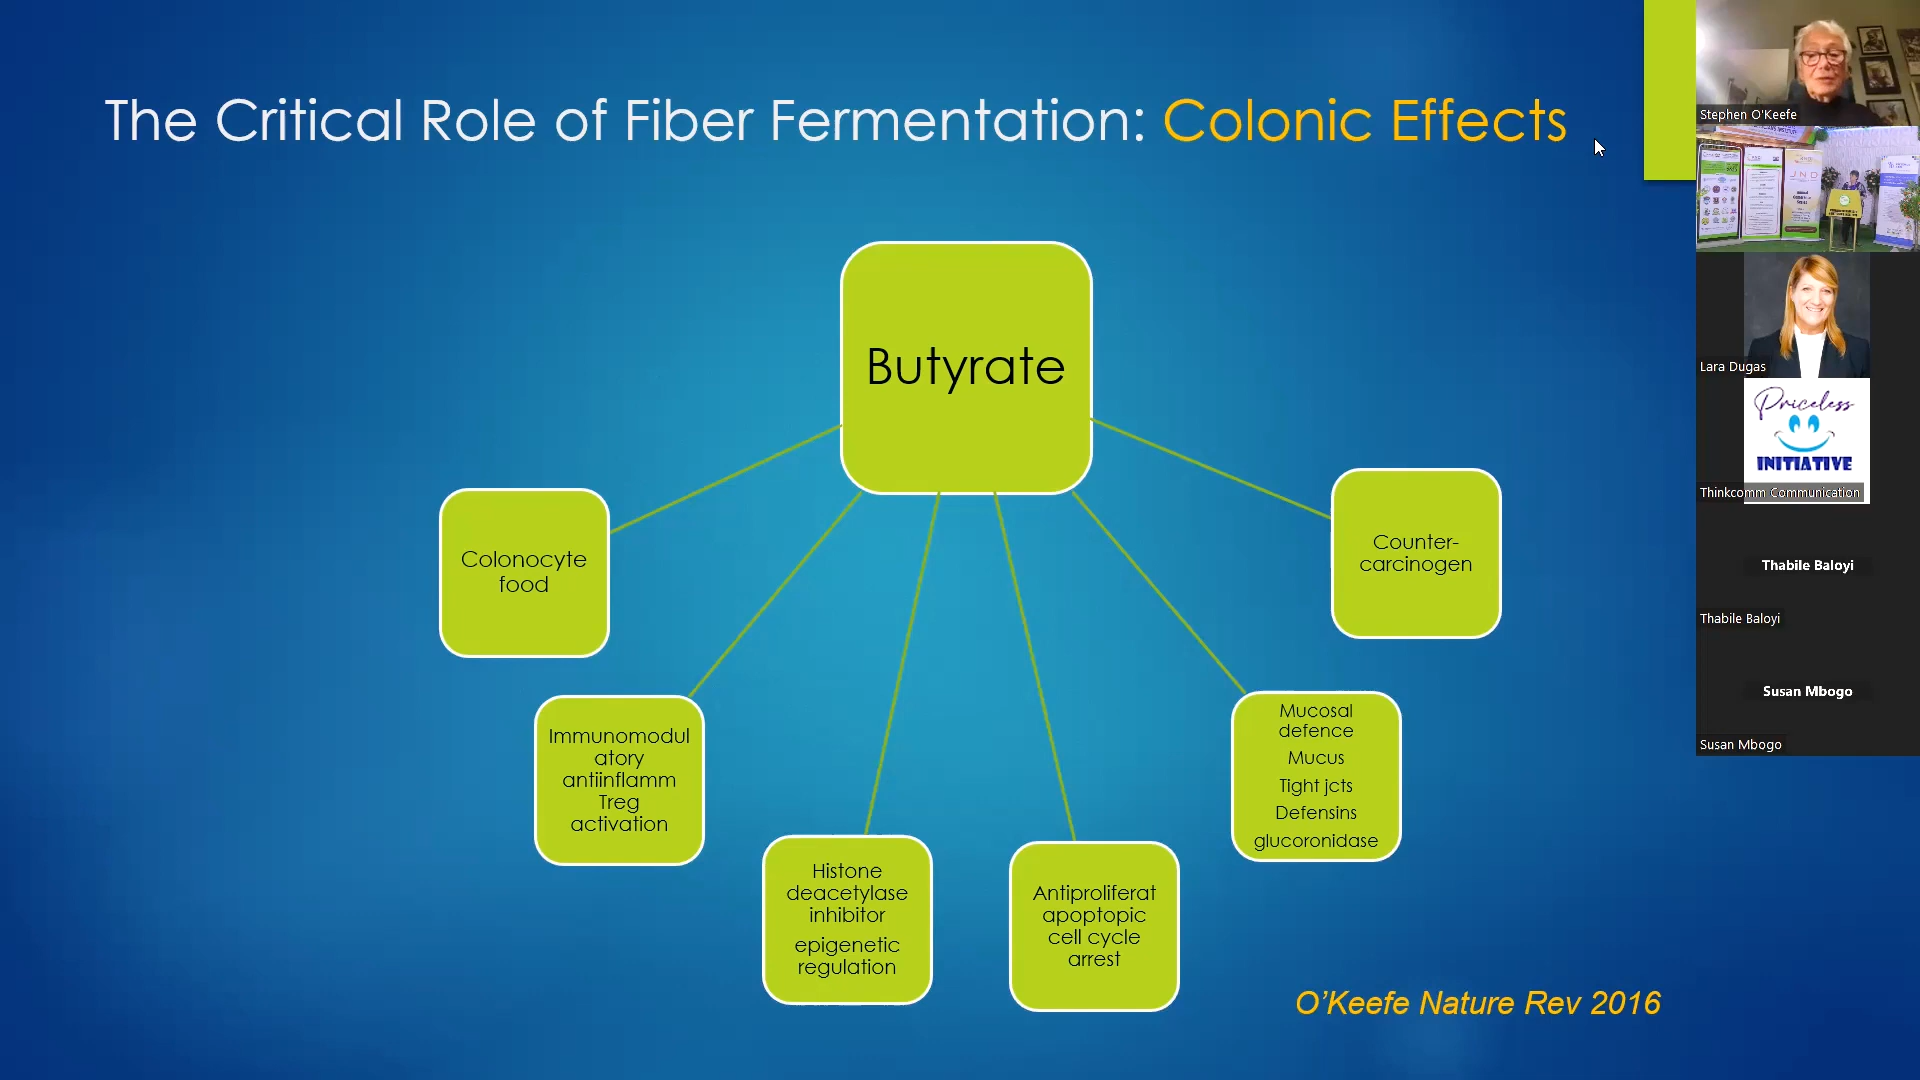 The Critical Role of Fiber Fermentation: Colonic Effects
Butyrate
Colonocyte
food
Immunomodul
atory
antiinflamm
Treg
activation
Histone
deacetylase
inhibitor
epigenetic
regulation
Antiproliferat
apoptopic
cell cycle
arrest
Mucosal
defence
Mucus
Tight jcts
Defensins
glucoronidase
Counter-
carcinogen
O'Keefe Nature Rev 2016
Stephen O'Keefe
JND
Lara Dugas
Priceless
INITIATIVE
Thinkcomm Communication
Thabile Baloyi
Thabile Baloyi
Susan Mbogo
Susan Mbogo